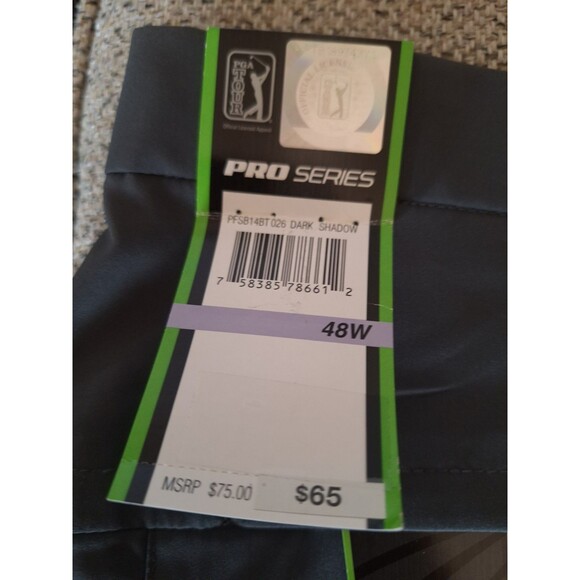 PGA
TOUR
PRO SERIES
PFSB14BT 026 DARK SHADOW
7 58385 78661 2
48W
MSRP $75.00
$65